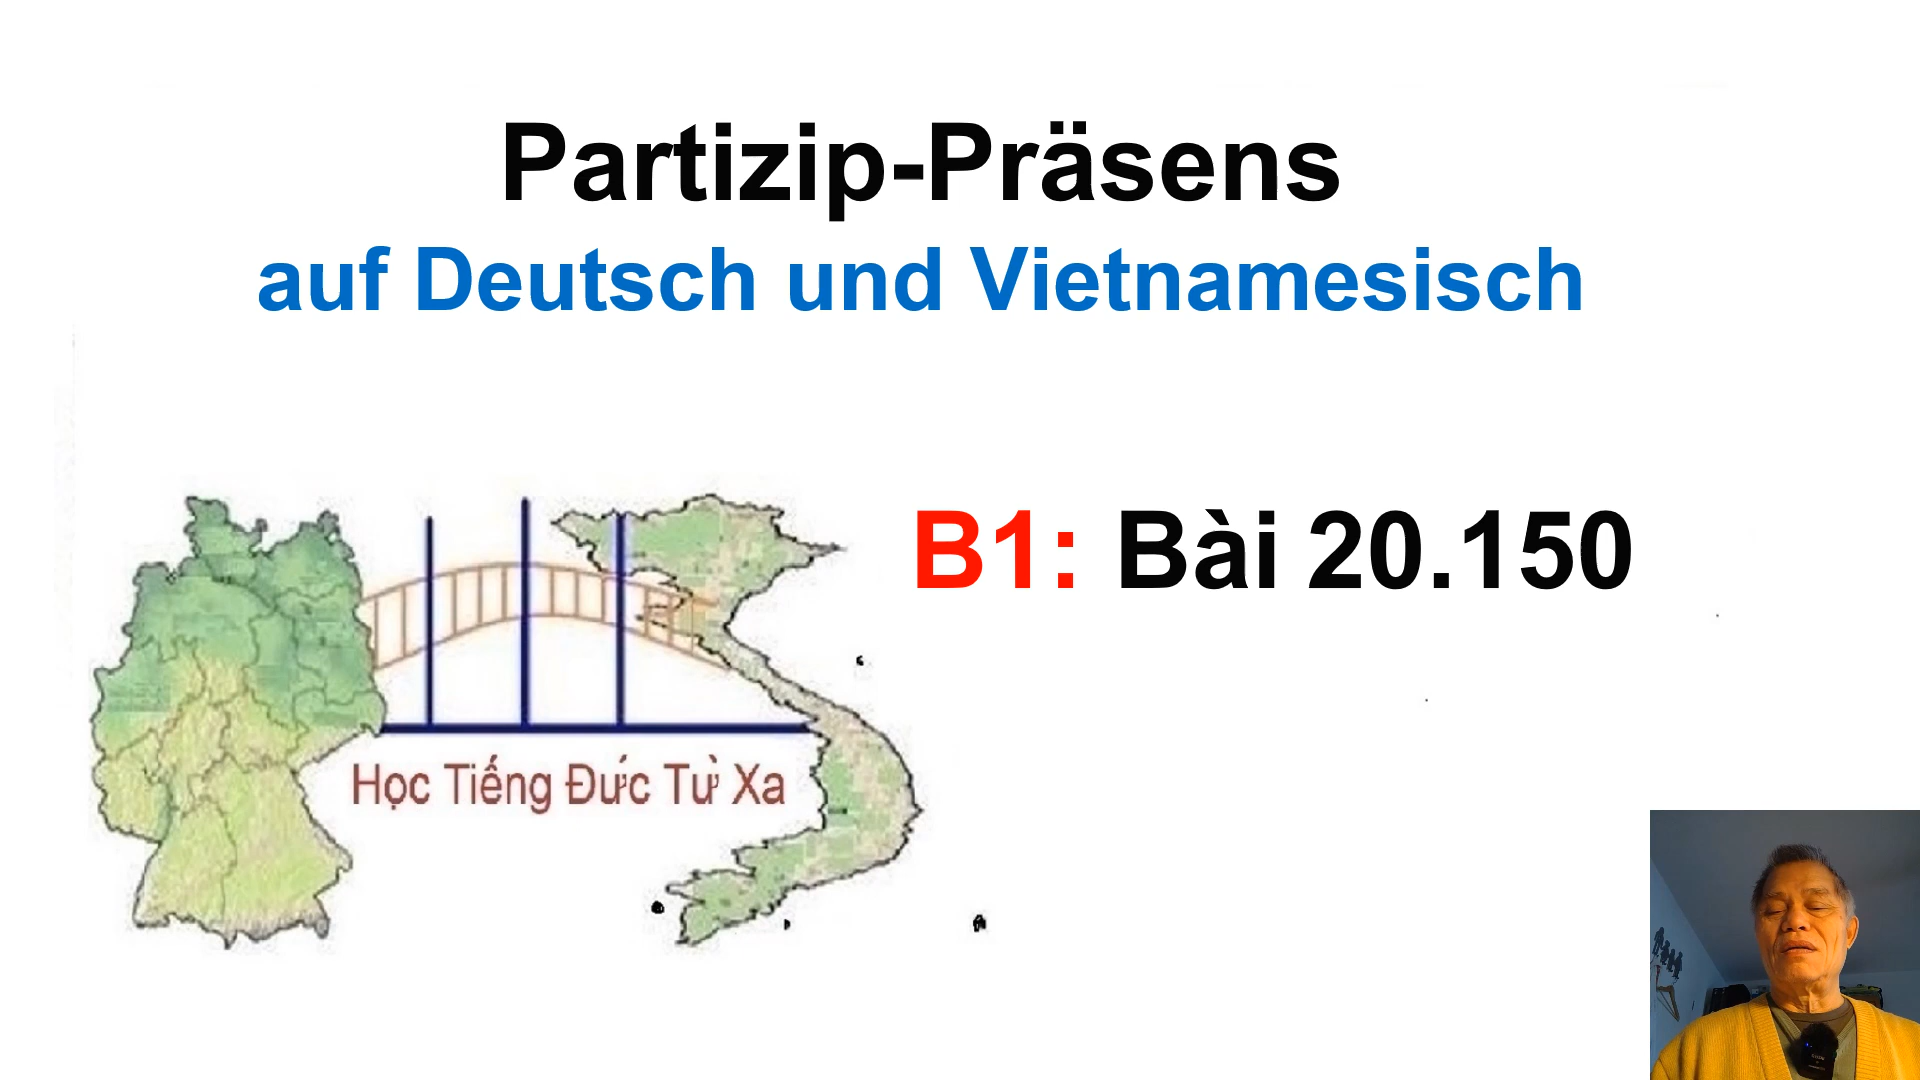 Partizip-Präsens
auf Deutsch und Vietnamesisch
B1: Bài 20.150
Học Tiếng Đức Từ Xa